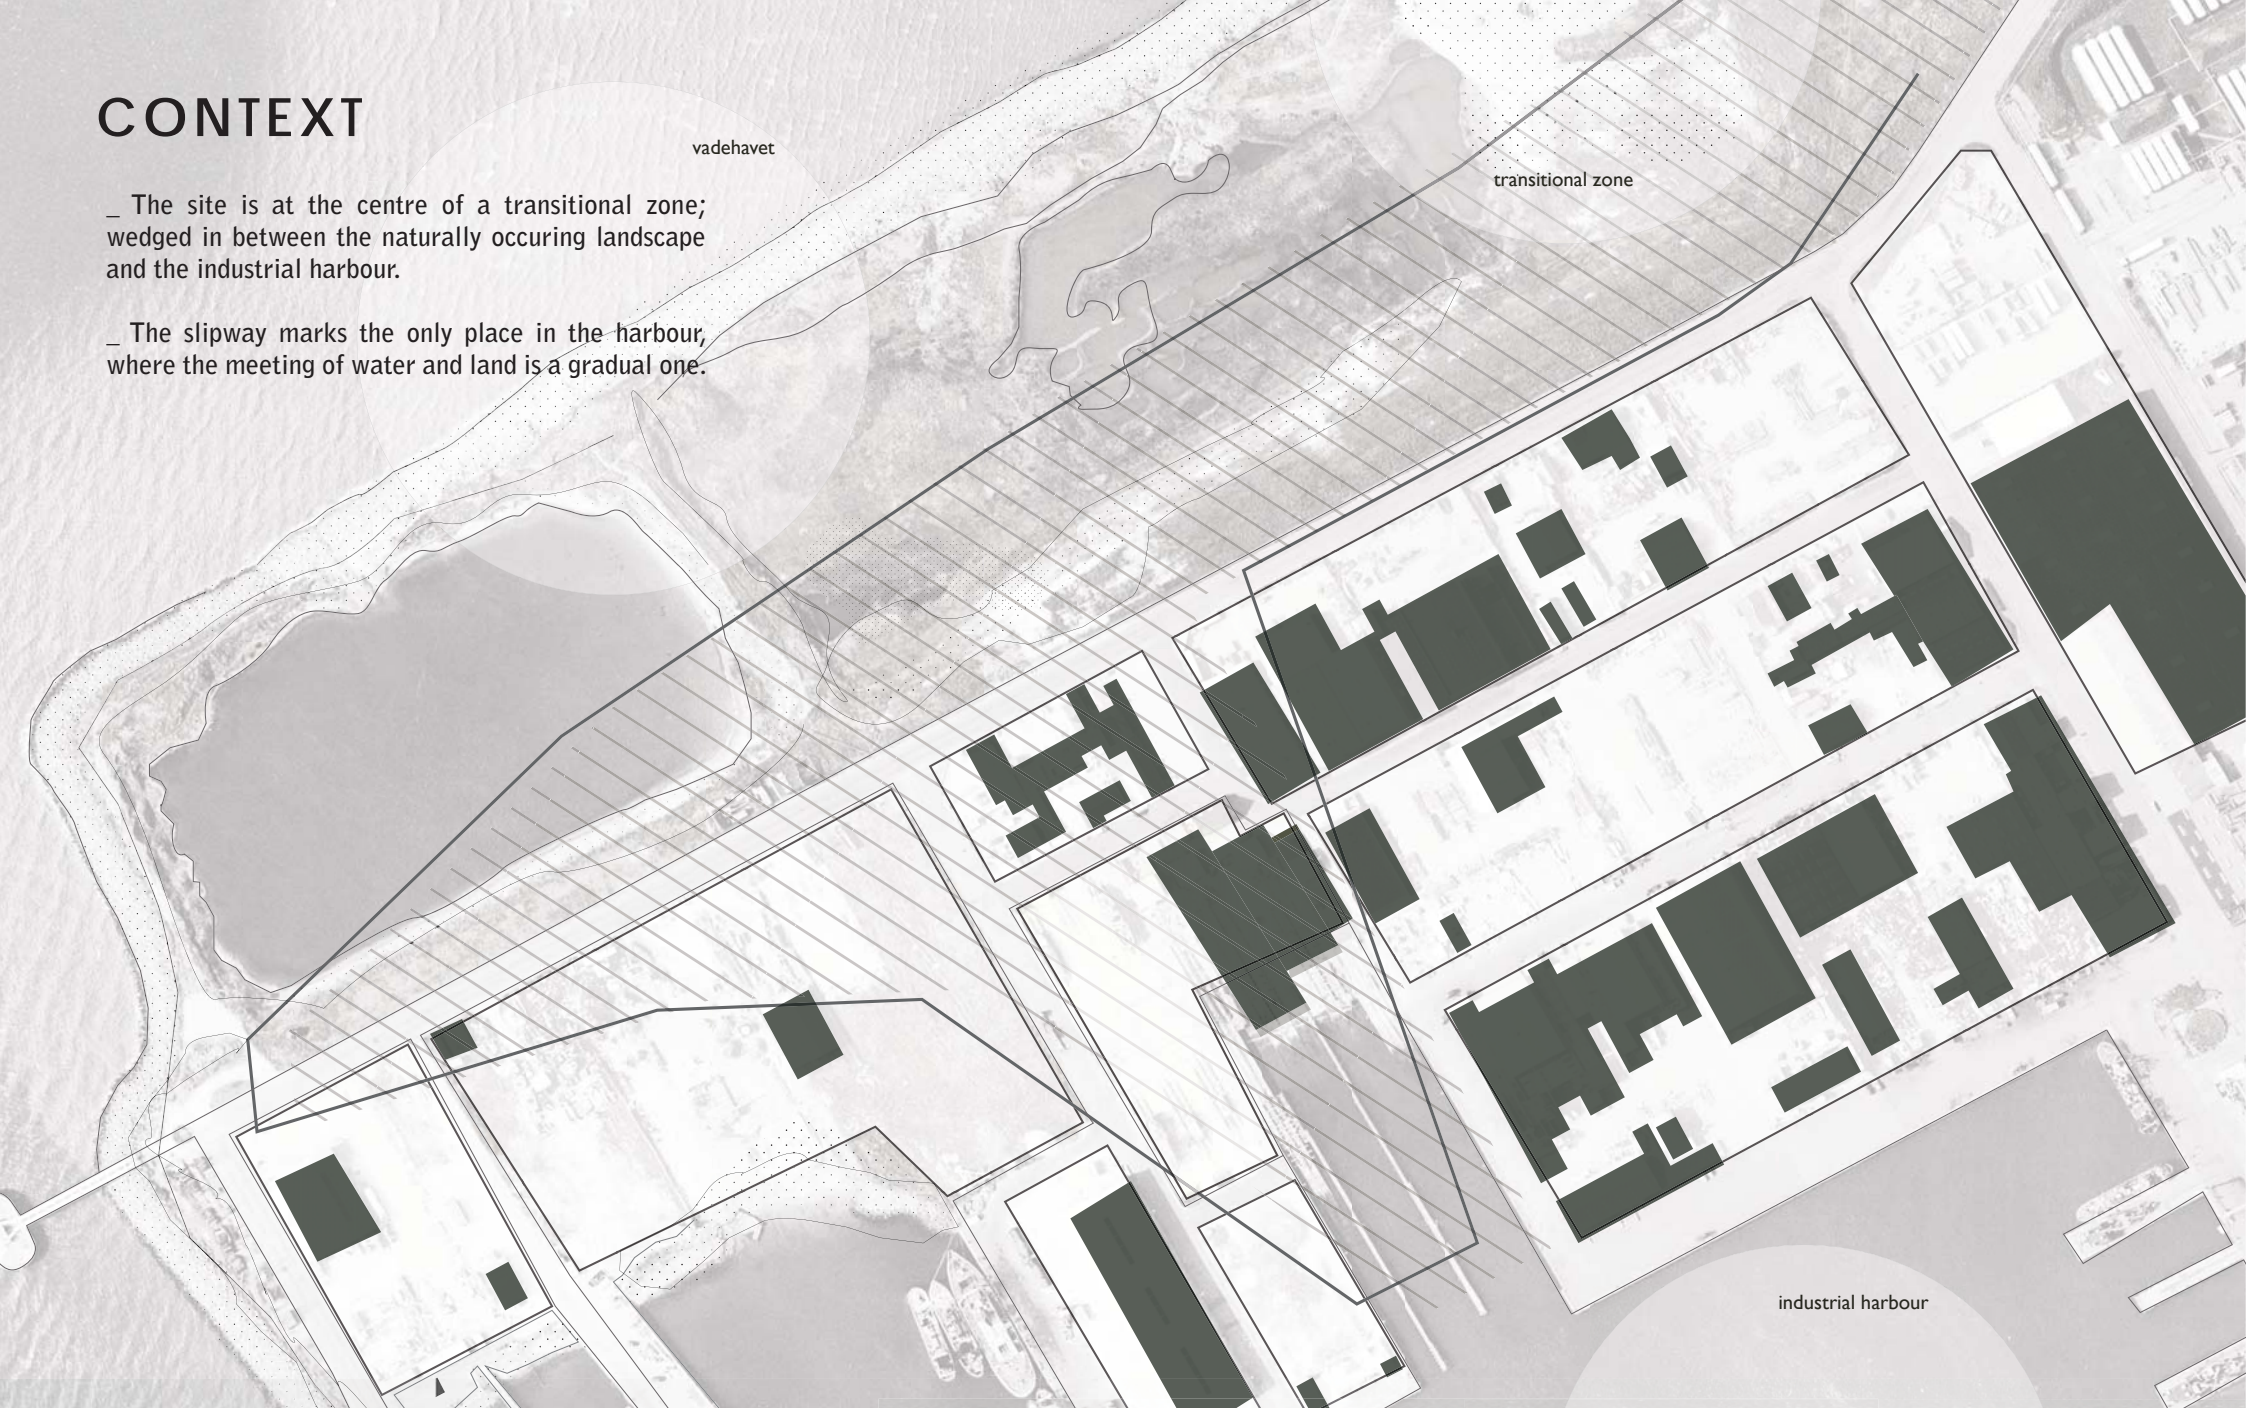 CONTEXT
vadehavet
transitional zone
_ The site is at the centre of a transitional zone;
wedged in between the naturally occuring landscape
and the industrial harbour.
_ The slipway marks the only place in the harbour,
where the meeting of water and land is a gradual one.
industrial harbour